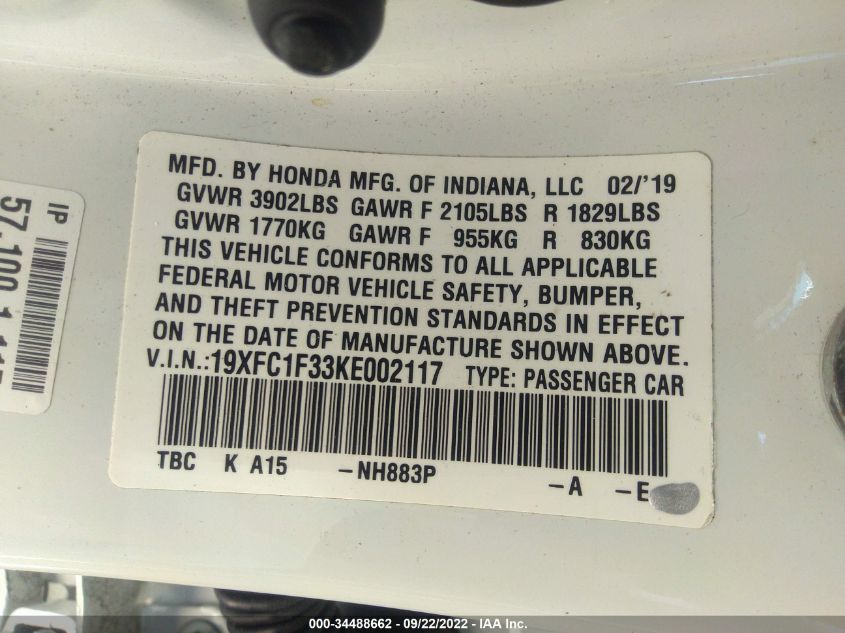 MFD. BY HONDA MFG. OF INDIANA, LLC 02/'19
GVWR 3902LBS GAWR F 2105LBS R 1829LBS
GVWR 1770KG GAWR F 955KG R 830KG
THIS VEHICLE CONFORMS TO ALL APPLICABLE
FEDERAL MOTOR VEHICLE SAFETY, BUMPER,
AND THEFT PREVENTION STANDARDS IN EFFECT
ON THE DATE OF MANUFACTURE SHOWN ABOVE.
V.I.N.:19XFC1F33KE002117 TYPE: PASSENGER CAR
TBC K A15 -NH883P -A -E
IP
000-34488662 - 09/22/2022 - IAA Inc.